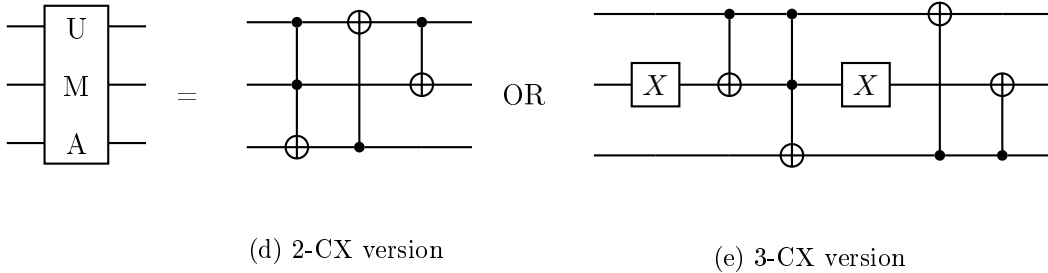 U
M
A
=
OR
X
X
(d) 2-CX version
(e) 3-CX version